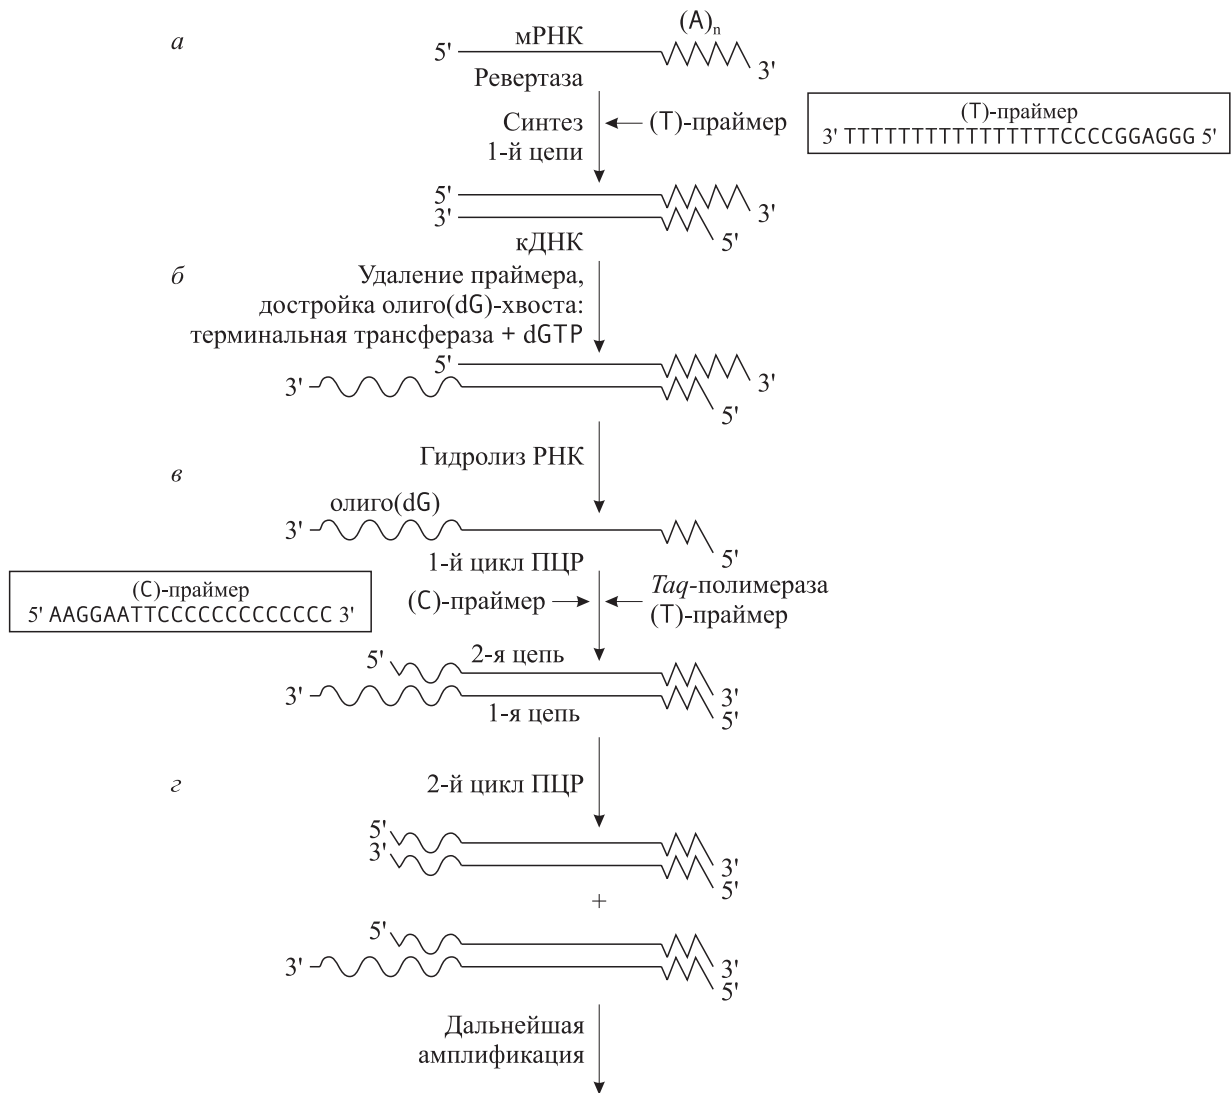 а
(A)n
5' мРНК
3'
Ревертаза
Синтез
1-й цепи
(T)-праймер
(T)-праймер
3' TTTTTTTTTTTTTTTTCCCCGGAGGG 5'
5'
3'
3'
5'
кДНК
б
Удаление праймера,
достройка олиго(dG)-хвоста:
терминальная трансфераза + dGTP
5'
3'
3'
5'
Гидролиз РНК
в
олиго(dG)
3'
5'
1-й цикл ПЦР
(C)-праймер
5' AAGGAATTCCCCCCCCCCCCC 3'
(C)-праймер
Taq-полимераза
(T)-праймер
5'
2-я цепь
3'
3'
5'
1-я цепь
г
2-й цикл ПЦР
5'
3'
3'
5'
+
5'
3'
3'
5'
Дальнейшая
амплификация